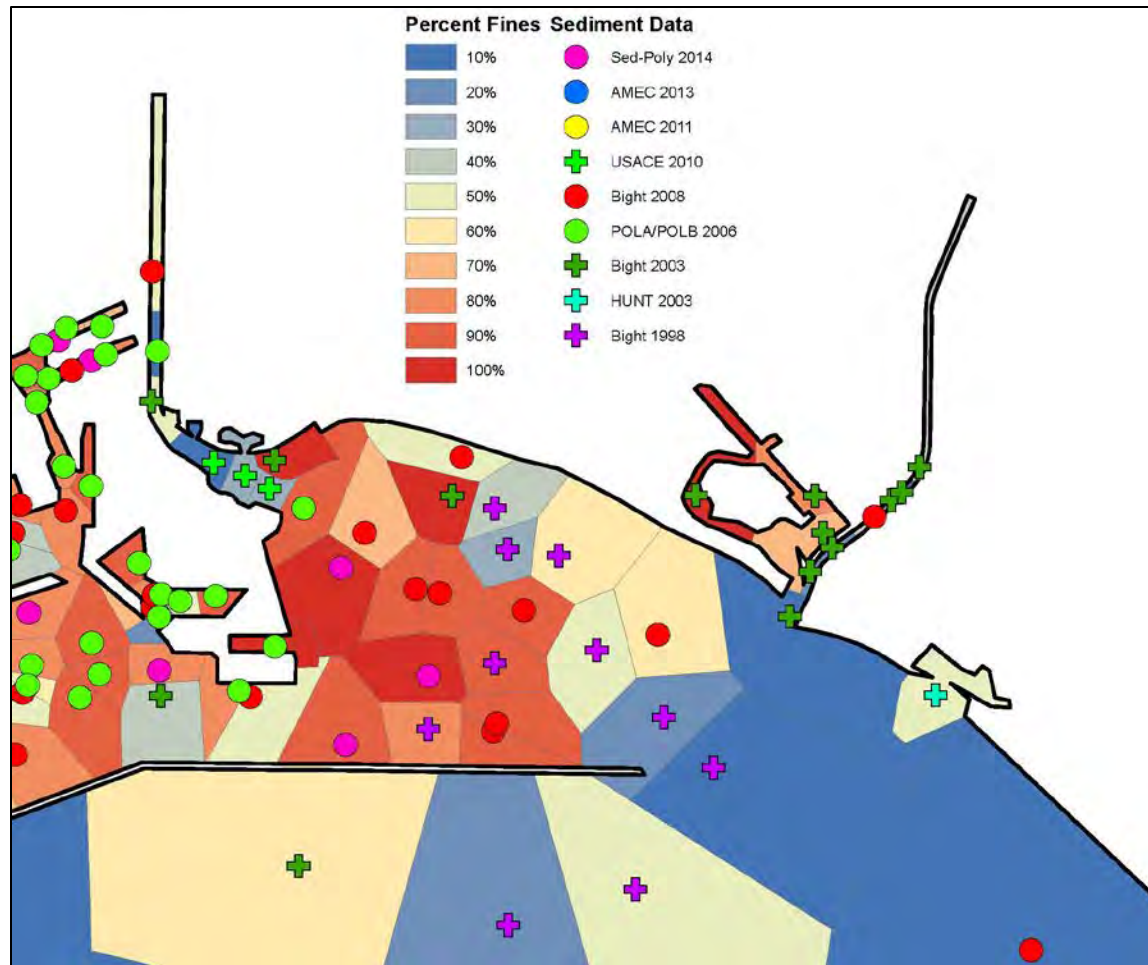 Percent Fines Sediment Data
10% Sed-Poly 2014
20% AMEC 2013
30% AMEC 2011
40% USACE 2010
50% Bight 2008
60% POLA/POLB 2006
70% Bight 2003
80% HUNT 2003
90% Bight 1998
100%